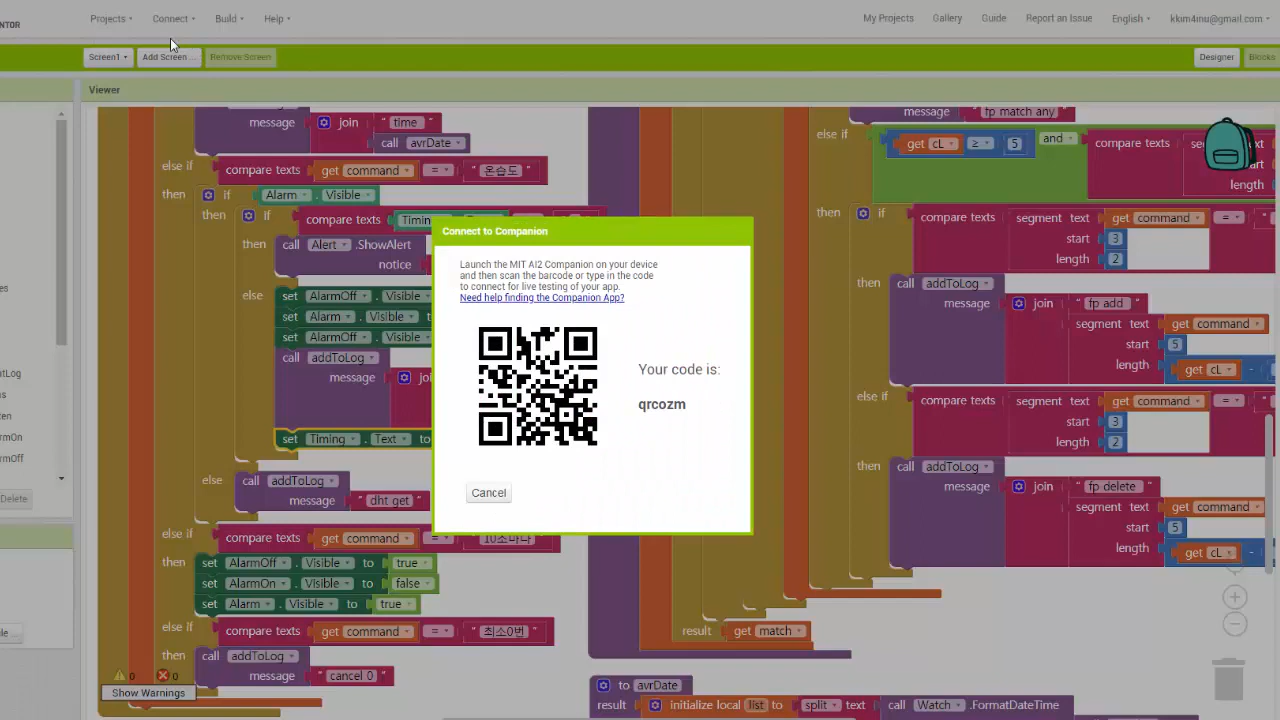 NTOR
Projects Connect Build Help My Projects Gallery Guide Report an Issue English kkm4inu@gmail.com
Screen1 Add Screen... Remove Screen Designer Blocks
Viewer
message join " time "
call avrDate
else if compare texts get command = " 온습도 "
then if Alarm . Visible
then if compare texts
then call Alert .ShowAlert
notice
else set AlarmOff . Visible
set Alarm . Visible
set AlarmOff . Visible
call addToLog
message
set Timing . Text to
else call addToLog
message " dht get "
else if compare texts get command = " 10초마다 "
then set AlarmOff . Visible to true
set AlarmOn . Visible to false
set Alarm . Visible to true
else if compare texts get command = " 최소0번 "
then call addToLog
message " cancel 0 "
0 0
Show Warnings
Connect to Companion
Launch the MIT AI2 Companion on your device
and then scan the barcode or type in the code
to connect for live testing of your app.
Need help finding the Companion App?
Your code is:
qrcozm
Cancel
message " fp match any "
else if get cL ≥ 5 and compare texts
length
then if compare texts segment text get command =
start 3
length 2
then call addToLog
message join " fp add "
segment text get command
start 5
length get cL -
else if compare texts segment text get command =
start 3
length 2
then call addToLog
message join " fp delete "
segment text get command
start 5
length get cL -
result get match
to avrDate
result initialize local list to split text call Watch .FormatDateTime
Delete